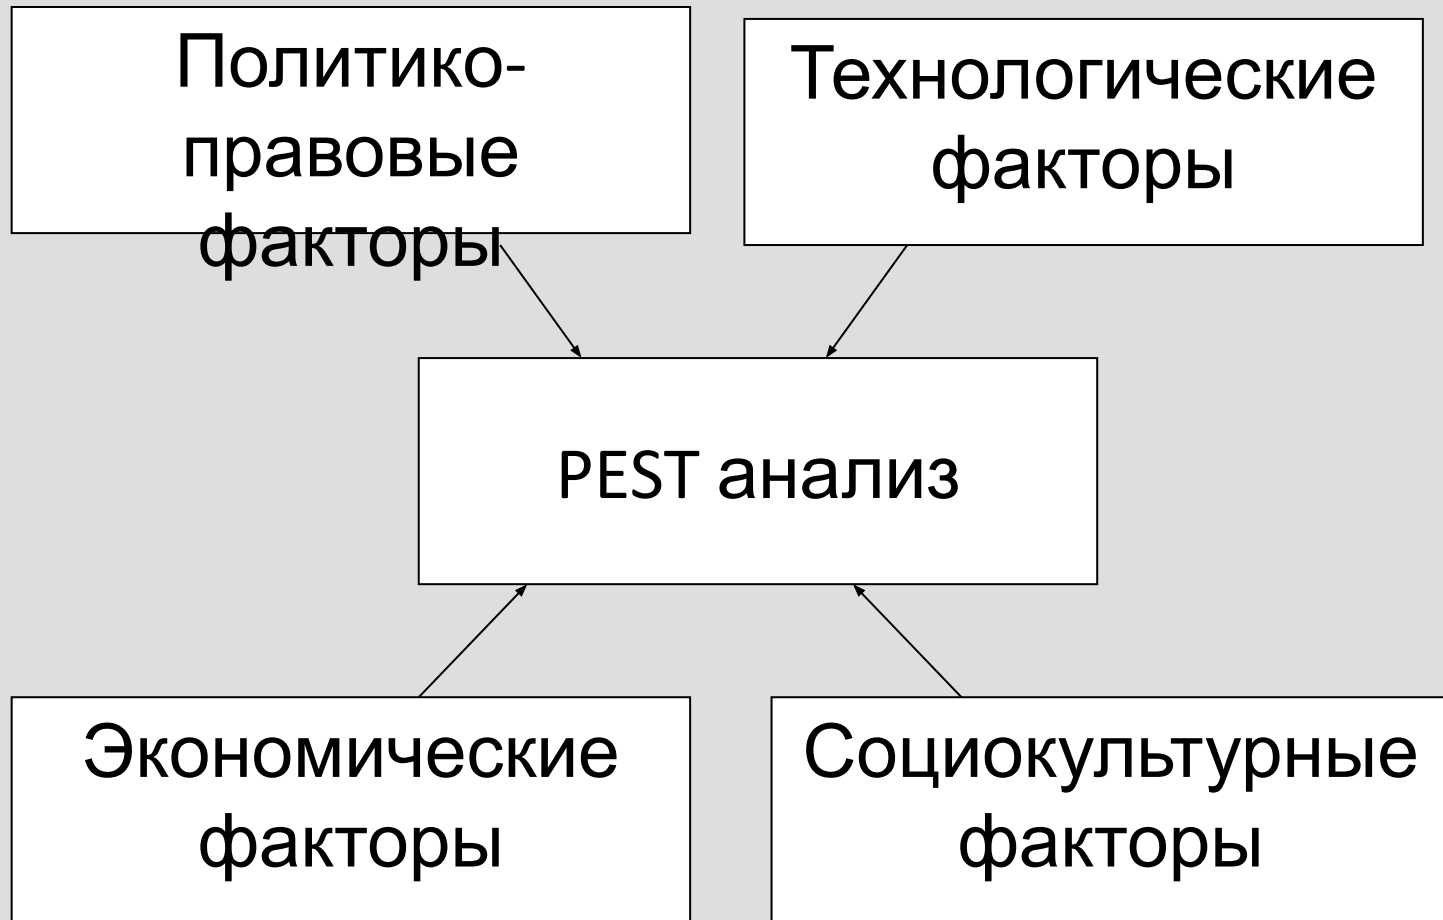 Политико-
правовые
факторы
Технологические
факторы
PEST анализ
Экономические
факторы
Социокультурные
факторы